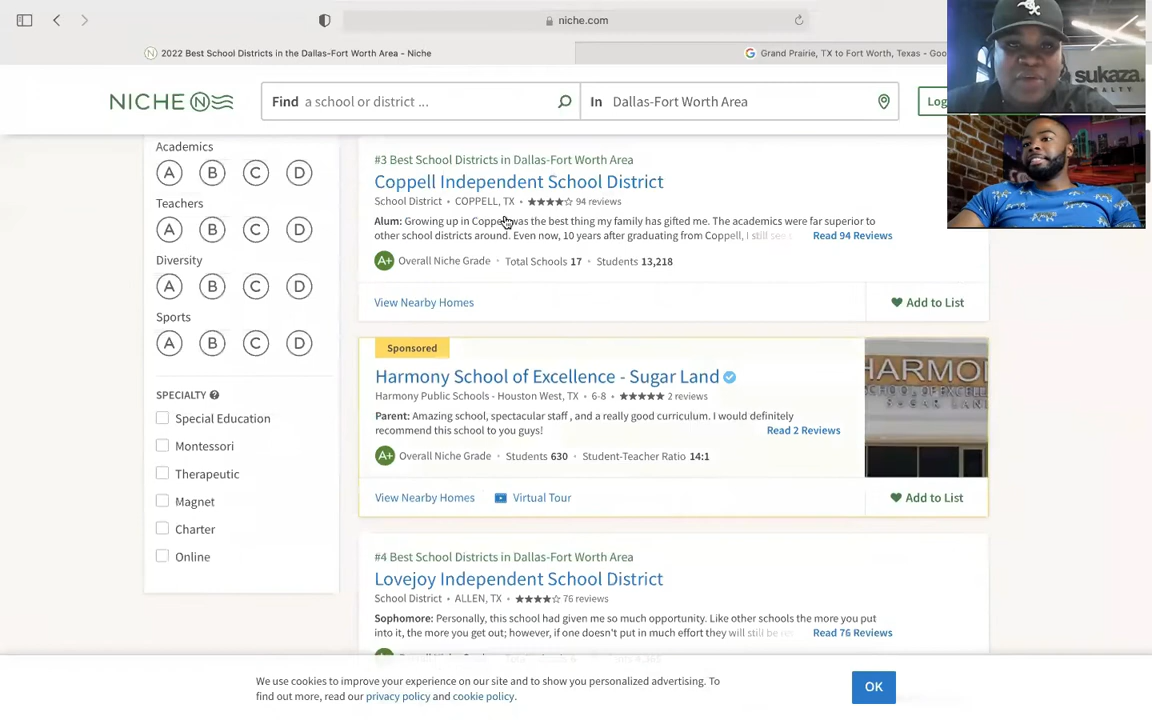 niche.com
2022 Best School Districts in the Dallas-Fort Worth Area - Niche
Grand Prairie, TX to Fort Worth, Texas - Goo
NICHE
Find a school or district ...
In Dallas-Fort Worth Area
Log
sukaza
REALTY
Academics
A B C D
Teachers
A B C D
Diversity
A B C D
Sports
A B C D
SPECIALTY
Special Education
Montessori
Therapeutic
Magnet
Charter
Online
#3 Best School Districts in Dallas-Fort Worth Area
Coppell Independent School District
School District • COPPELL, TX • 94 reviews
Alum: Growing up in Coppell was the best thing my family has gifted me. The academics were far superior to
other school districts around. Even now, 10 years after graduating from Coppell, I still see Read 94 Reviews
A+ Overall Niche Grade • Total Schools 17 • Students 13,218
View Nearby Homes
Add to List
Sponsored
Harmony School of Excellence - Sugar Land
Harmony Public Schools - Houston West, TX • 6-8 • 2 reviews
Parent: Amazing school, spectacular staff, and a really good curriculum. I would definitely
recommend this school to you guys! Read 2 Reviews
A+ Overall Niche Grade • Students 630 • Student-Teacher Ratio 14:1
View Nearby Homes Virtual Tour
Add to List
HARMON
SCHOOL OF EXCELLENCE
SUGAR LAN
#4 Best School Districts in Dallas-Fort Worth Area
Lovejoy Independent School District
School District • ALLEN, TX • 76 reviews
Sophomore: Personally, this school had given me so much opportunity. Like other schools the more you put
into it, the more you get out; however, if one doesn't put in much effort they will still be Read 76 Reviews
We use cookies to improve your experience on our site and to show you personalized advertising. To
find out more, read our privacy policy and cookie policy.
OK